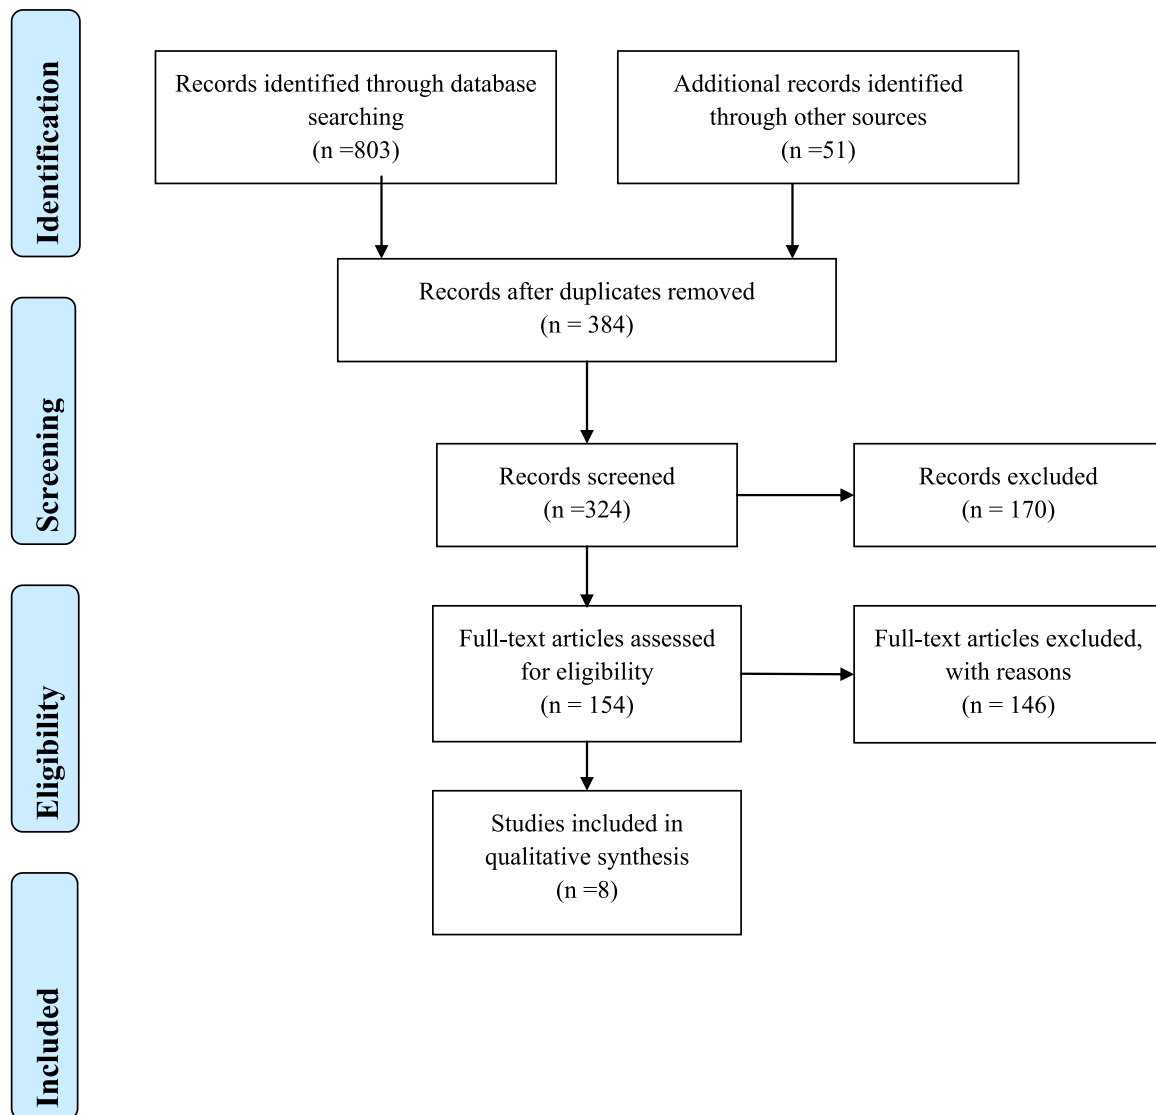 Identification
Records identified through database
searching
(n =803)
Additional records identified
through other sources
(n =51)
Records after duplicates removed
(n = 384)
Screening
Records screened
(n =324)
Records excluded
(n = 170)
Eligibility
Full-text articles assessed
for eligibility
(n = 154)
Full-text articles excluded,
with reasons
(n = 146)
Studies included in
qualitative synthesis
(n =8)
Included